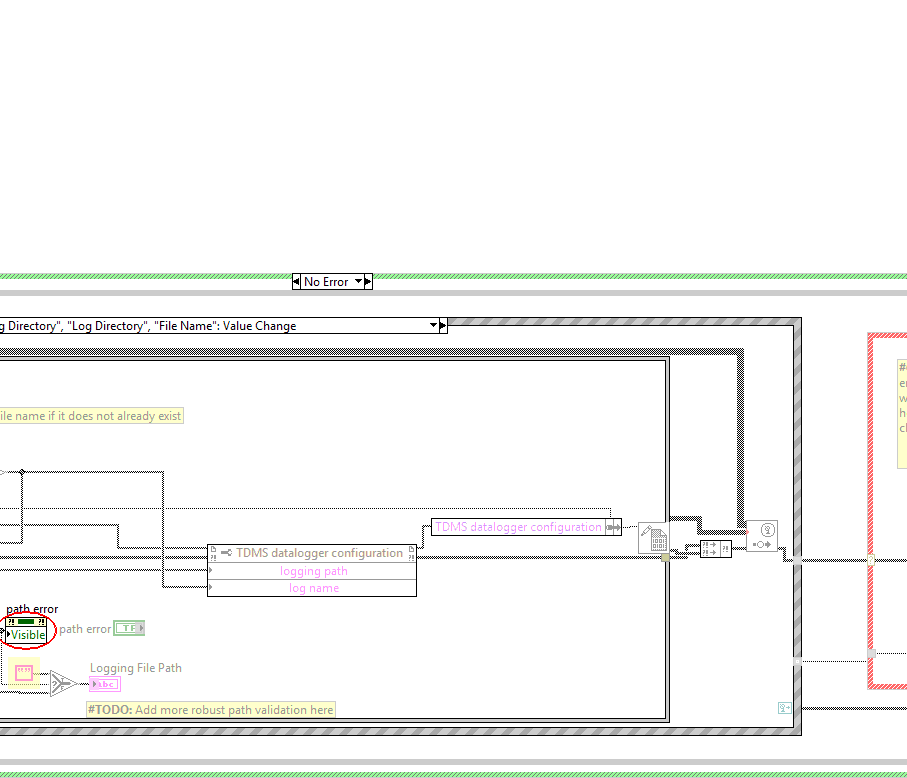 No Error
g Directory", "Log Directory", "File Name": Value Change
ile name if it does not already exist
TDMS datalogger configuration
TDMS datalogger configuration
logging path
log name
path error
Visible
path error
TF
Logging File Path
abc
#TODO: Add more robust path validation here